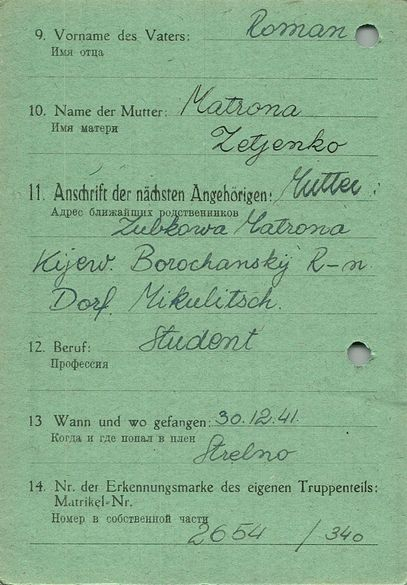 9. Vorname des Vaters: Roman
Имя отца
10. Name der Mutter: Matrona
Имя матери
Zetjenko
11. Anschrift der nächsten Angehörigen: Mutter:
Адрес ближайших родственников
Zubkowa Matrona
Kijew. Borochanskÿ R-n.
Dorf Mikulitsch.
12. Beruf: Student
Профессия
13 Wann und wo gefangen: 30.12.41.
Когда и где попал в плен
Strelno
14. Nr. der Erkennungsmarke des eigenen Truppenteils:
Matrikel-Nr.
Номер в собственной части
2654 / 340